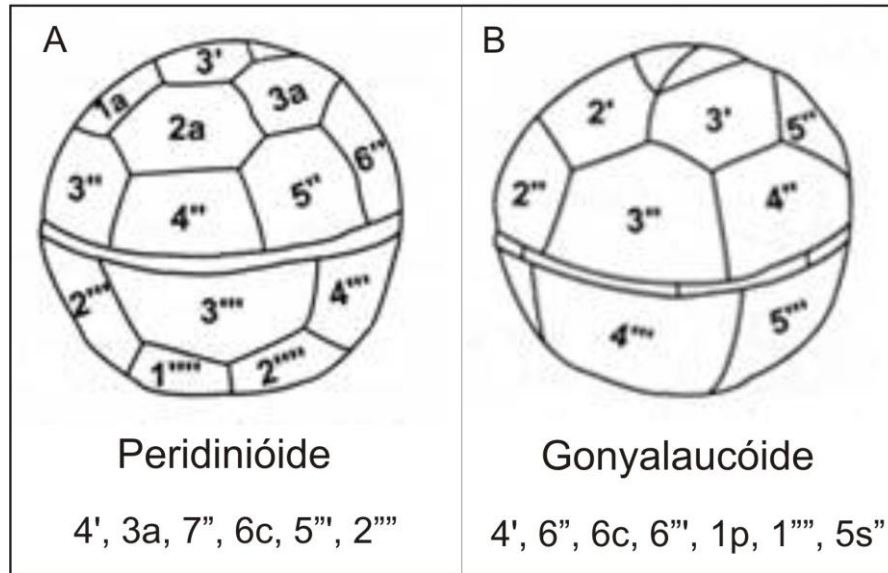 A
3'
1a
3a
2a
6''
3''
4''
5''
2'''
3'''
4'''
1''''
2''''
Peridinióide
4', 3a, 7”, 6c, 5”', 2””
B
2'
3'
5''
2''
3''
4''
4'''
5'''
Gonyalaucóide
4', 6”, 6c, 6”', 1p, 1””, 5s”